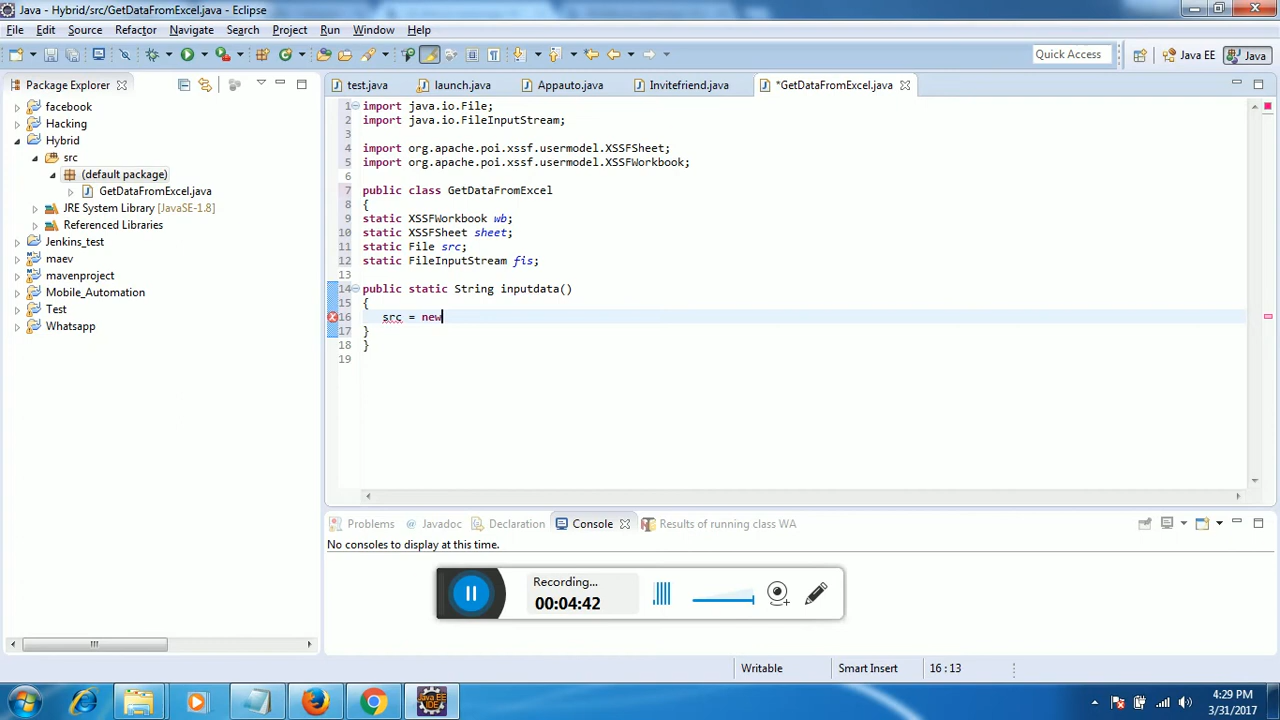 Java - Hybrid/src/GetDataFromExcel.java - Eclipse
File Edit Source Refactor Navigate Search Project Run Window Help
Quick Access
Java EE
Java
Package Explorer
test.java
launch.java
Appauto.java
Invitefriend.java
*GetDataFromExcel.java
facebook
Hacking
Hybrid
src
(default package)
GetDataFromExcel.java
JRE System Library [JavaSE-1.8]
Referenced Libraries
Jenkins_test
maev
mavenproject
Mobile_Automation
Test
Whatsapp
1 import java.io.File;
2 import java.io.FileInputStream;
3
4 import org.apache.poi.xssf.usermodel.XSSFSheet;
5 import org.apache.poi.xssf.usermodel.XSSFWorkbook;
6
7 public class GetDataFromExcel
8 {
9 static XSSFWorkbook wb;
10 static XSSFSheet sheet;
11 static File src;
12 static FileInputStream fis;
13
14 public static String inputdata()
15 {
16 src = new
17 }
18 }
19
Problems Javadoc Declaration Console Results of running class WA
No consoles to display at this time.
Recording...
00:04:42
Writable Smart Insert 16 : 13
Java EE
IDE
4:29 PM
3/31/2017